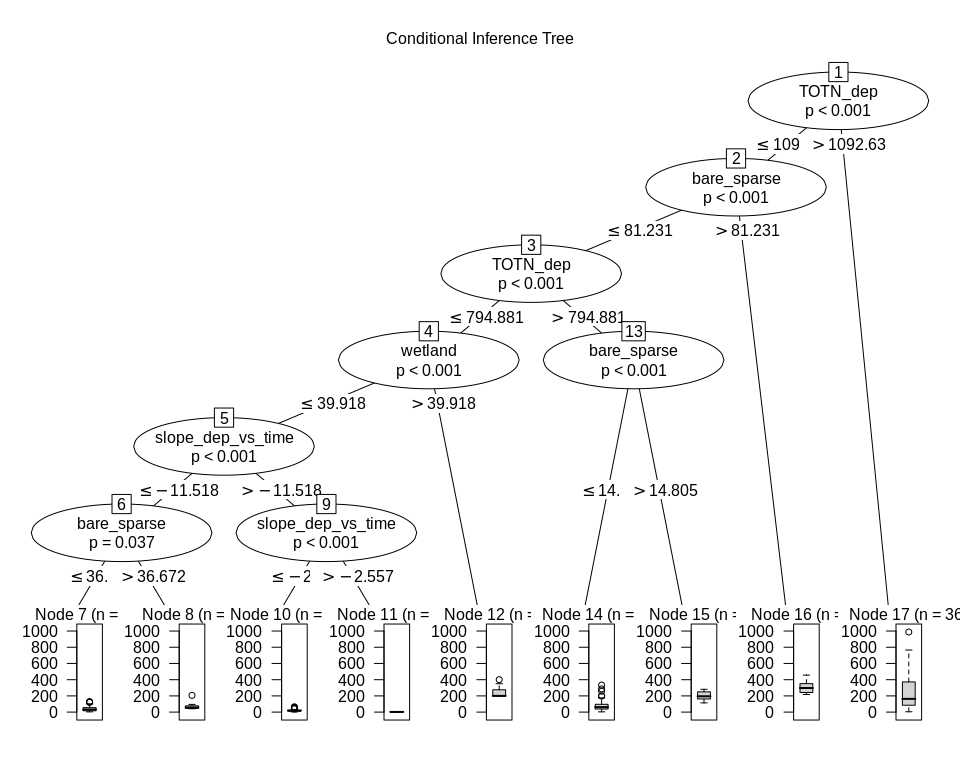 Conditional Inference Tree
1
TOTN_dep
p < 0.001
≤ 109 > 1092.63
2
bare_sparse
p < 0.001
≤ 81.231 > 81.231
3
TOTN_dep
p < 0.001
≤ 794.881 > 794.881
4
wetland
p < 0.001
13
bare_sparse
p < 0.001
≤ 39.918 > 39.918
5
slope_dep_vs_time
p < 0.001
≤ −11.518 > −11.518
≤ 14. > 14.805
6
bare_sparse
p = 0.037
9
slope_dep_vs_time
p < 0.001
≤ 36. > 36.672
≤ −2 > −2.557
Node 7 (n = Node 8 (n = Node 10 (n = Node 11 (n = Node 12 (n = Node 14 (n = Node 15 (n = Node 16 (n = Node 17 (n = 36
1000 1000 1000 1000 1000 1000 1000 1000 1000
800 800 800 800 800 800 800 800 800
600 600 600 600 600 600 600 600 600
400 400 400 400 400 400 400 400 400
200 200 200 200 200 200 200 200 200
0 0 0 0 0 0 0 0 0